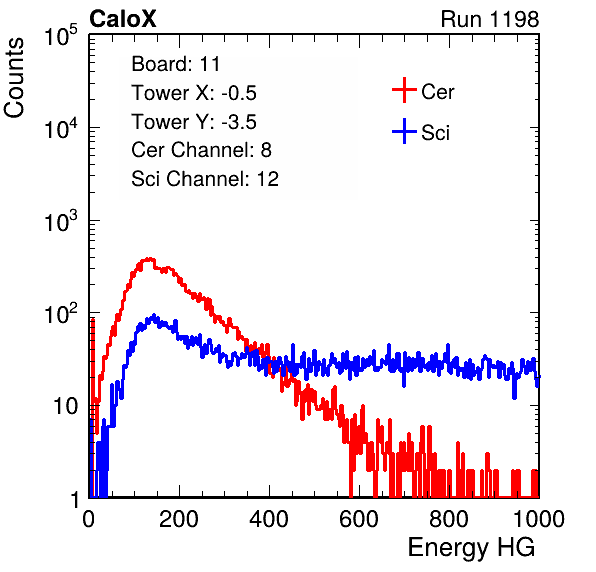 CaloX Run 1198
Counts
10^5
10^4
10^3
10^2
10
1
Board: 11
Tower X: -0.5
Tower Y: -3.5
Cer Channel: 8
Sci Channel: 12
Cer
Sci
0 200 400 600 800 1000
Energy HG